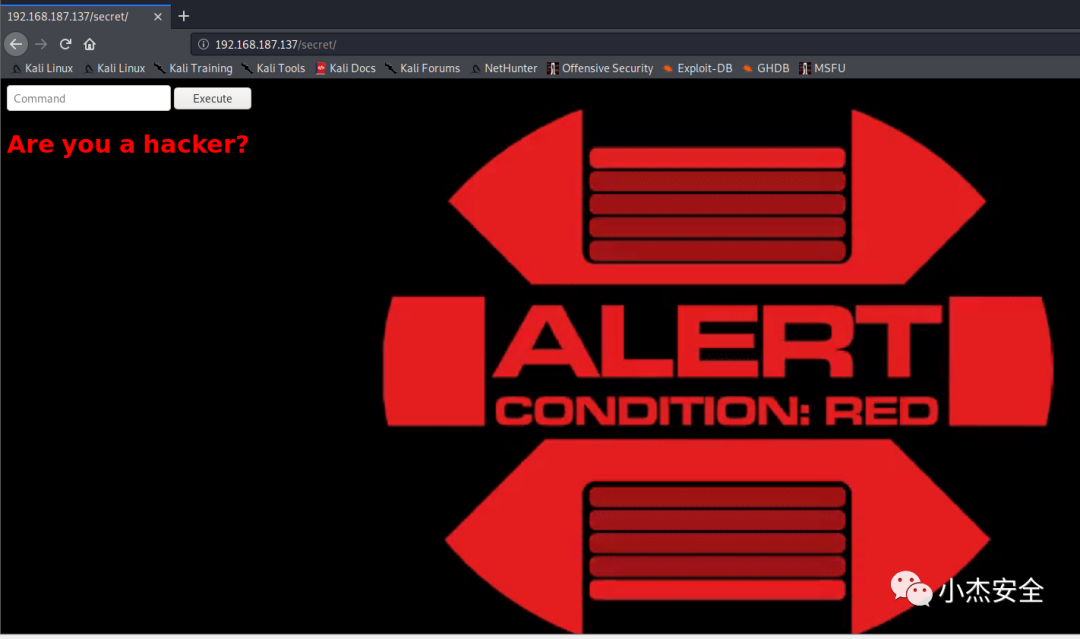 192.168.187.137/secret/
192.168.187.137/secret/
Kali Linux Kali Linux Kali Training Kali Tools Kali Docs Kali Forums NetHunter Offensive Security Exploit-DB GHDB MSFU
Command Execute
Are you a hacker?
ALERT
CONDITION: RED
小杰安全